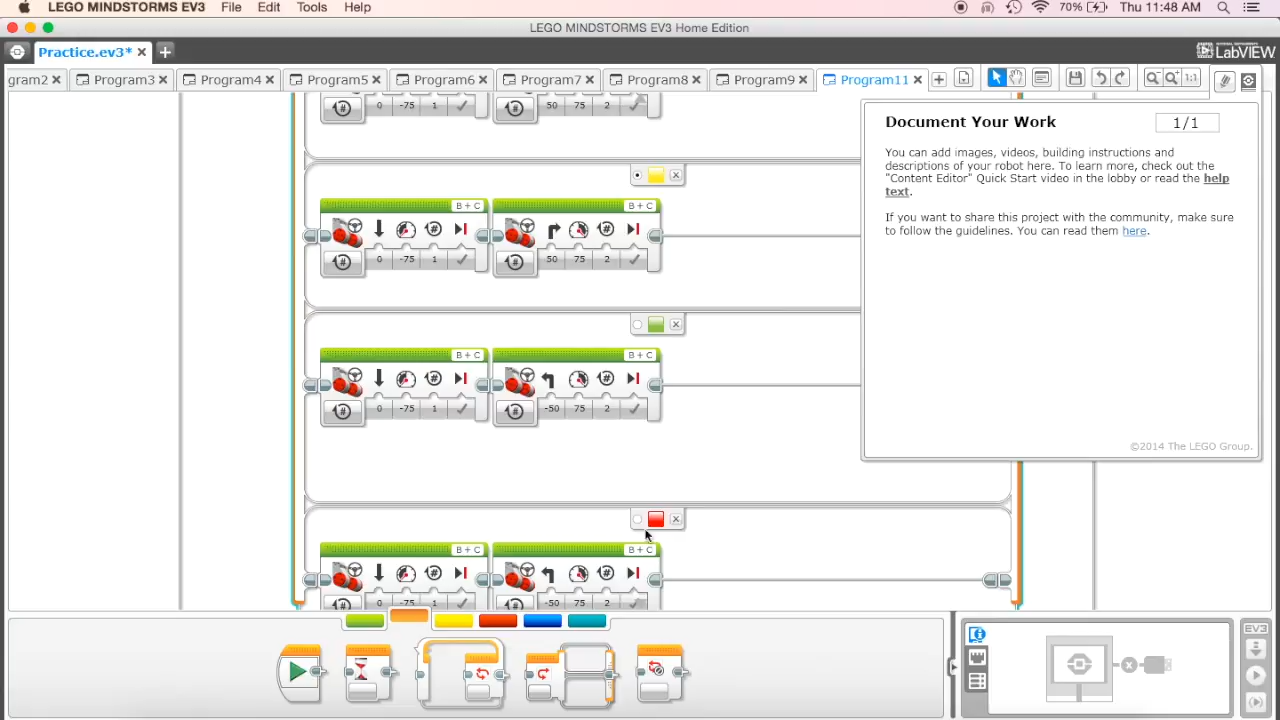 LEGO MINDSTORMS EV3 File Edit Tools Help 70% Thu 11:48 AM
LEGO MINDSTORMS EV3 Home Edition
Practice.ev3* LabVIEW
gram2 Program3 Program4 Program5 Program6 Program7 Program8 Program9 Program11 1:1
# 0 -75 1 # 50 75 2
Document Your Work 1/1
You can add images, videos, building instructions and
descriptions of your robot here. To learn more, check out the
"Content Editor" Quick Start video in the lobby or read the help
text.
If you want to share this project with the community, make sure
to follow the guidelines. You can read them here.
©2014 The LEGO Group.
B + C B + C
# #
# 0 -75 1 # 50 75 2
B + C B + C
# #
# 0 -75 1 # -50 75 2
B + C B + C
# #
# 0 -75 1 # -50 75 2
EV3